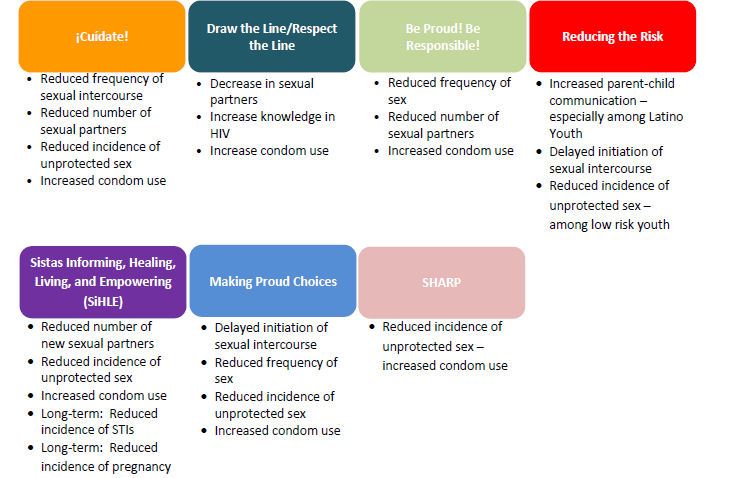 ¡Cuídate!
• Reduced frequency of
sexual intercourse
• Reduced number of
sexual partners
• Reduced incidence of
unprotected sex
• Increased condom use
Draw the Line/Respect
the Line
• Decrease in sexual
partners
• Increase knowledge in
HIV
• Increase condom use
Be Proud! Be
Responsible!
• Reduced frequency of
sex
• Reduced number of
sexual partners
• Increased condom use
Reducing the Risk
• Increased parent-child
communication –
especially among Latino
Youth
• Delayed initiation of
sexual intercourse
• Reduced incidence of
unprotected sex –
among low risk youth
Sistas Informing, Healing,
Living, and Empowering
(SiHLE)
• Reduced number of
new sexual partners
• Reduced incidence of
unprotected sex
• Increased condom use
• Long-term: Reduced
incidence of STIs
• Long-term: Reduced
incidence of pregnancy
Making Proud Choices
• Delayed initiation of
sexual intercourse
• Reduced frequency of
sex
• Reduced incidence of
unprotected sex
• Increased condom use
SHARP
• Reduced incidence of
unprotected sex –
increased condom use